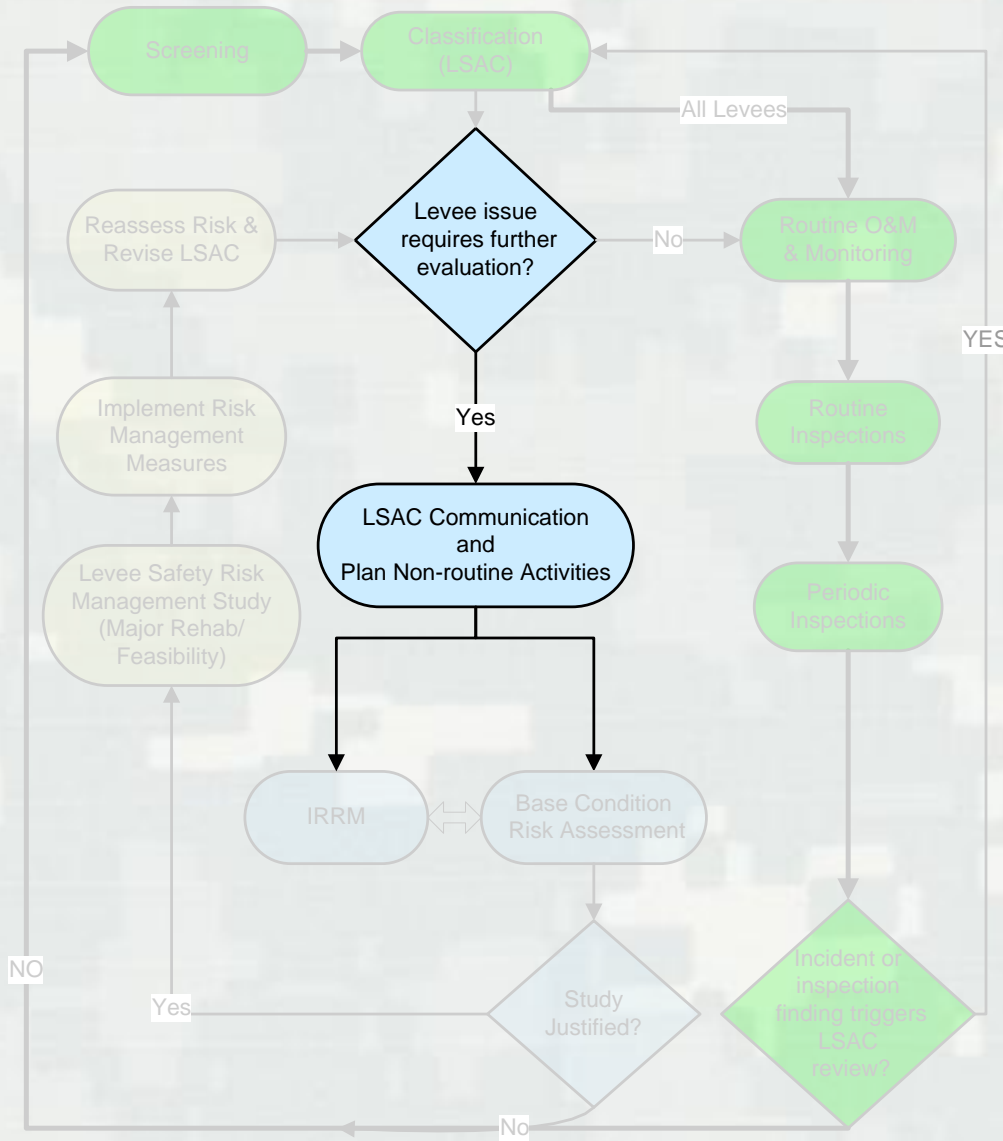 Screening
Classification
(LSAC)
All Levees
Levee issue
requires further
evaluation?
Reassess Risk &
Revise LSAC
No
Routine O&M
& Monitoring
YES
Yes
Implement Risk
Management
Measures
Routine
Inspections
LSAC Communication
and
Plan Non-routine Activities
Levee Safety Risk
Management Study
(Major Rehab/
Feasibility)
Periodic
Inspections
IRRM
Base Condition
Risk Assessment
NO
Yes
Study
Justified?
Incident or
inspection
finding triggers
LSAC
review?
No